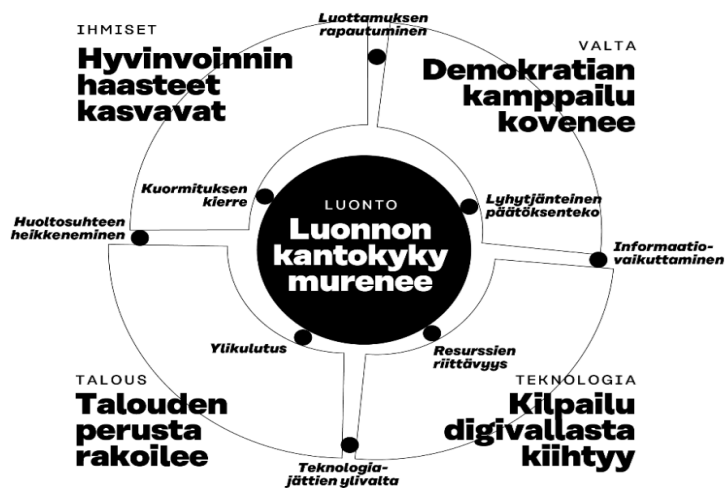 Luottamuksen
rapautuminen
IHMISET
Hyvinvoinnin
haasteet
kasvavat
VALTA
Demokratian
kamppailu
kovenee
Kuormituksen
kierre
LUONTO
Luonnon
kantokyky
murenee
Lyhytjänteinen
päätöksenteko
Huoltosuhteen
heikkeneminen
Informaatio-
vaikuttaminen
Ylikulutus
Resurssien
riittävyys
TALOUS
Talouden
perusta
rakoilee
TEKNOLOGIA
Kilpailu
digivallasta
kiihtyy
Teknologia-
jättien ylivalta